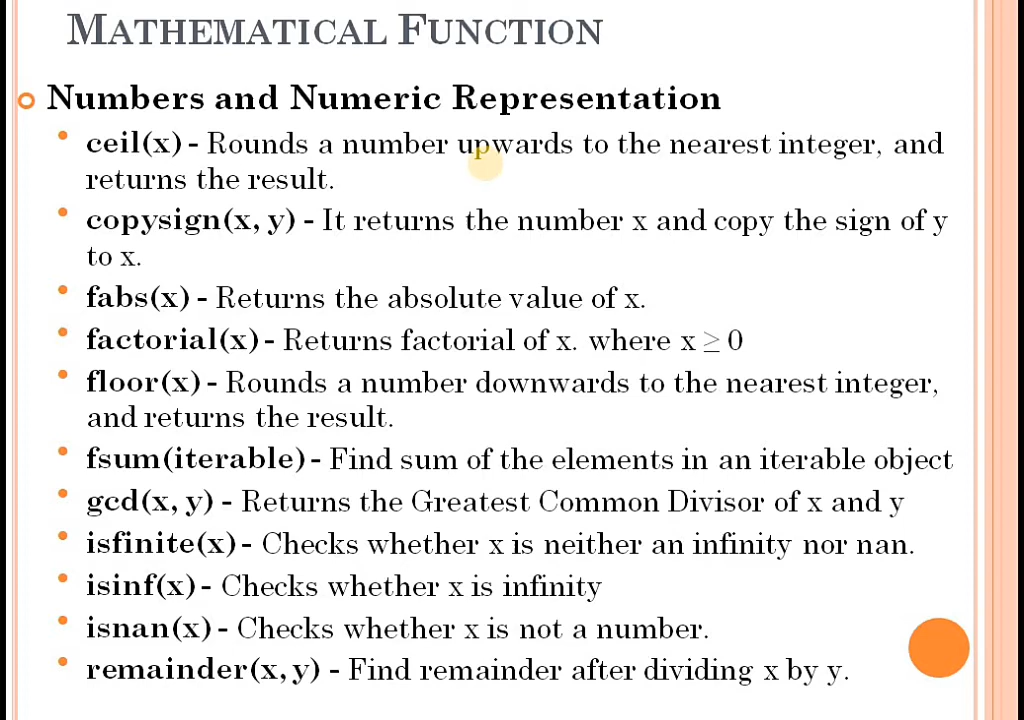 MATHEMATICAL FUNCTION
Numbers and Numeric Representation
ceil(x) - Rounds a number upwards to the nearest integer, and
returns the result.
copysign(x, y) - It returns the number x and copy the sign of y
to x.
fabs(x) - Returns the absolute value of x.
factorial(x) - Returns factorial of x. where x ≥ 0
floor(x) - Rounds a number downwards to the nearest integer,
and returns the result.
fsum(iterable) - Find sum of the elements in an iterable object
gcd(x, y) - Returns the Greatest Common Divisor of x and y
isfinite(x) - Checks whether x is neither an infinity nor nan.
isinf(x) - Checks whether x is infinity
isnan(x) - Checks whether x is not a number.
remainder(x, y) - Find remainder after dividing x by y.